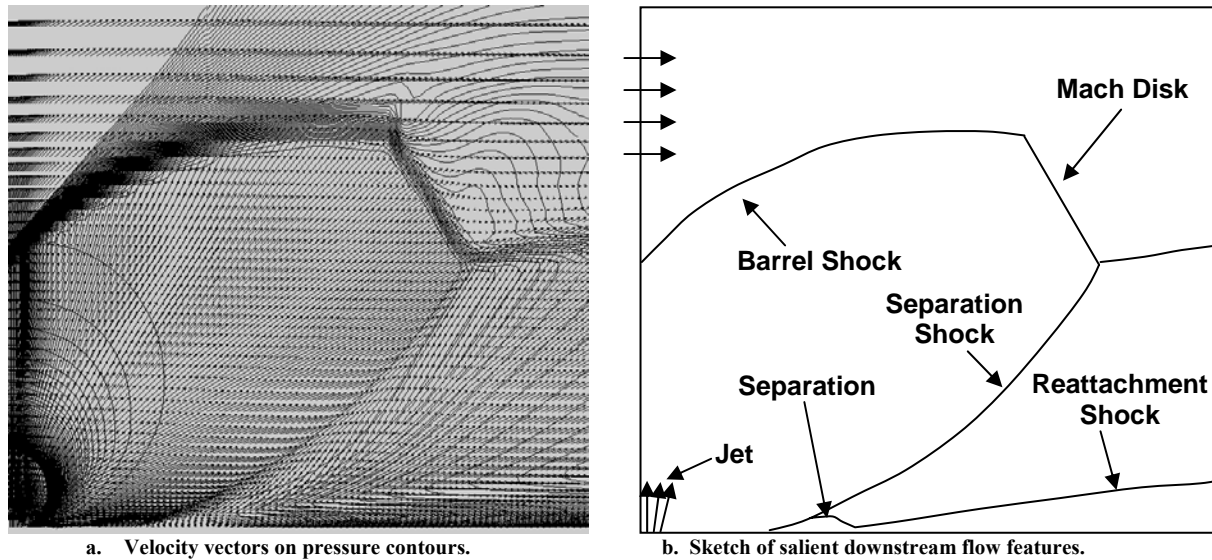 Mach Disk
Barrel Shock
Separation
Shock
Separation
Reattachment
Shock
Jet
a. Velocity vectors on pressure contours.
b. Sketch of salient downstream flow features.